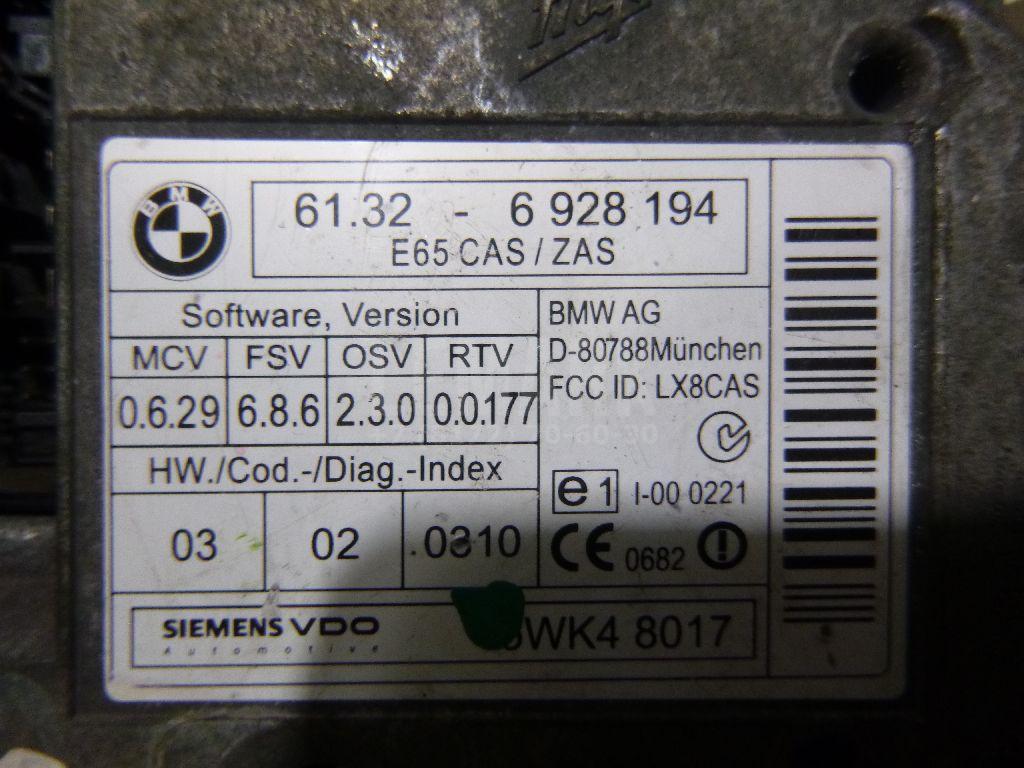 BMW
61.32 - 6 928 194
E65 CAS / ZAS
Software, Version
MCV FSV OSV RTV
0.6.29 6.8.6 2.3.0 0.0.177
HW./Cod.-/Diag.-Index
03 02 .0310
BMW AG
D-80788München
FCC ID: LX8CAS
e1 I-00 0221
CE 0682
SIEMENS VDO
Automotive
WK4 8017